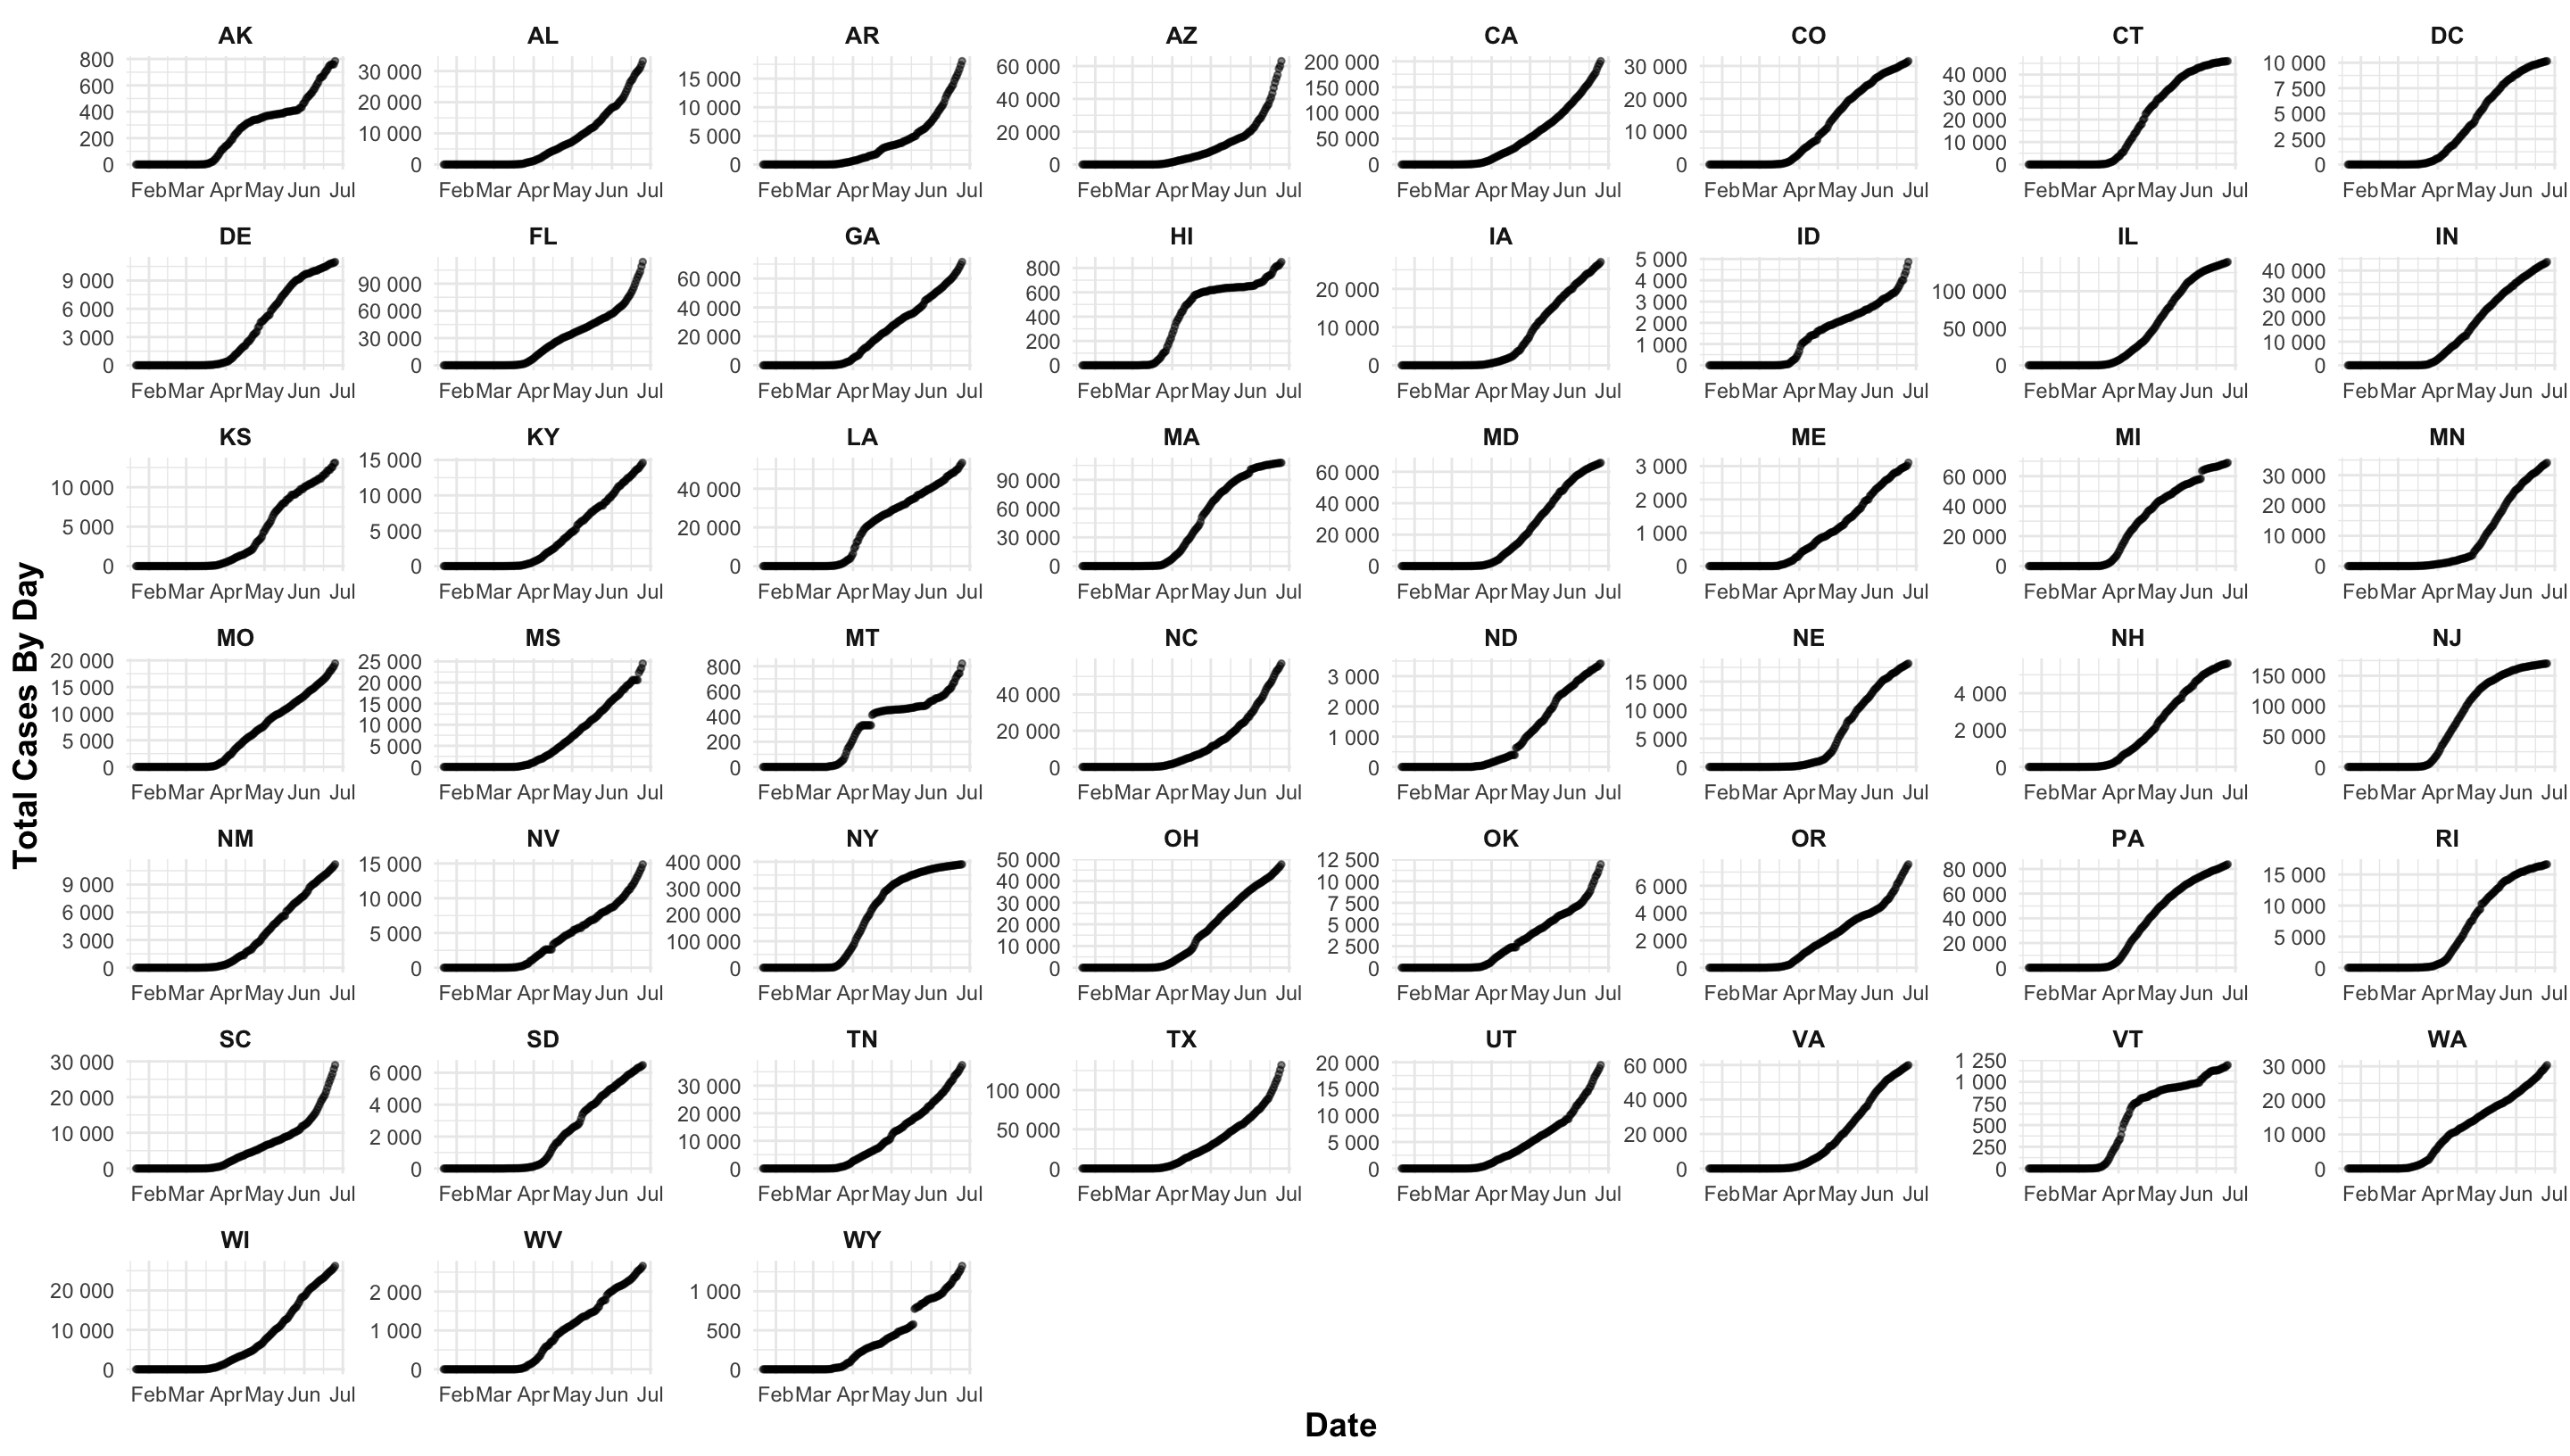 AK AL AR AZ CA CO CT DC
800 600 400 200 0
30 000 20 000 10 000 0
15 000 10 000 5 000 0
60 000 40 000 20 000 0
200 000 150 000 100 000 50 000 0
30 000 20 000 10 000 0
40 000 30 000 20 000 10 000 0
10 000 7 500 5 000 2 500 0
Feb Mar Apr May Jun Jul Feb Mar Apr May Jun Jul Feb Mar Apr May Jun Jul Feb Mar Apr May Jun Jul Feb Mar Apr May Jun Jul Feb Mar Apr May Jun Jul Feb Mar Apr May Jun Jul Feb Mar Apr May Jun Jul
DE FL GA HI IA ID IL IN
9 000 6 000 3 000 0
90 000 60 000 30 000 0
60 000 40 000 20 000 0
800 600 400 200 0
20 000 10 000 0
5 000 4 000 3 000 2 000 1 000 0
100 000 50 000 0
40 000 30 000 20 000 10 000 0
Feb Mar Apr May Jun Jul Feb Mar Apr May Jun Jul Feb Mar Apr May Jun Jul Feb Mar Apr May Jun Jul Feb Mar Apr May Jun Jul Feb Mar Apr May Jun Jul Feb Mar Apr May Jun Jul Feb Mar Apr May Jun Jul
KS KY LA MA MD ME MI MN
10 000 5 000 0
15 000 10 000 5 000 0
40 000 20 000 0
90 000 60 000 30 000 0
60 000 40 000 20 000 0
3 000 2 000 1 000 0
60 000 40 000 20 000 0
30 000 20 000 10 000 0
Feb Mar Apr May Jun Jul Feb Mar Apr May Jun Jul Feb Mar Apr May Jun Jul Feb Mar Apr May Jun Jul Feb Mar Apr May Jun Jul Feb Mar Apr May Jun Jul Feb Mar Apr May Jun Jul Feb Mar Apr May Jun Jul
Total Cases By Day
MO MS MT NC ND NE NH NJ
20 000 15 000 10 000 5 000 0
25 000 20 000 15 000 10 000 5 000 0
800 600 400 200 0
40 000 20 000 0
3 000 2 000 1 000 0
15 000 10 000 5 000 0
4 000 2 000 0
150 000 100 000 50 000 0
Feb Mar Apr May Jun Jul Feb Mar Apr May Jun Jul Feb Mar Apr May Jun Jul Feb Mar Apr May Jun Jul Feb Mar Apr May Jun Jul Feb Mar Apr May Jun Jul Feb Mar Apr May Jun Jul Feb Mar Apr May Jun Jul
NM NV NY OH OK OR PA RI
9 000 6 000 3 000 0
15 000 10 000 5 000 0
400 000 300 000 200 000 100 000 0
50 000 40 000 30 000 20 000 10 000 0
12 500 10 000 7 500 5 000 2 500 0
6 000 4 000 2 000 0
80 000 60 000 40 000 20 000 0
15 000 10 000 5 000 0
Feb Mar Apr May Jun Jul Feb Mar Apr May Jun Jul Feb Mar Apr May Jun Jul Feb Mar Apr May Jun Jul Feb Mar Apr May Jun Jul Feb Mar Apr May Jun Jul Feb Mar Apr May Jun Jul Feb Mar Apr May Jun Jul
SC SD TN TX UT VA VT WA
30 000 20 000 10 000 0
6 000 4 000 2 000 0
30 000 20 000 10 000 0
100 000 50 000 0
20 000 15 000 10 000 5 000 0
60 000 40 000 20 000 0
1 250 1 000 750 500 250 0
30 000 20 000 10 000 0
Feb Mar Apr May Jun Jul Feb Mar Apr May Jun Jul Feb Mar Apr May Jun Jul Feb Mar Apr May Jun Jul Feb Mar Apr May Jun Jul Feb Mar Apr May Jun Jul Feb Mar Apr May Jun Jul Feb Mar Apr May Jun Jul
WI WV WY
20 000 10 000 0
2 000 1 000 0
1 000 500 0
Feb Mar Apr May Jun Jul Feb Mar Apr May Jun Jul Feb Mar Apr May Jun Jul
Date